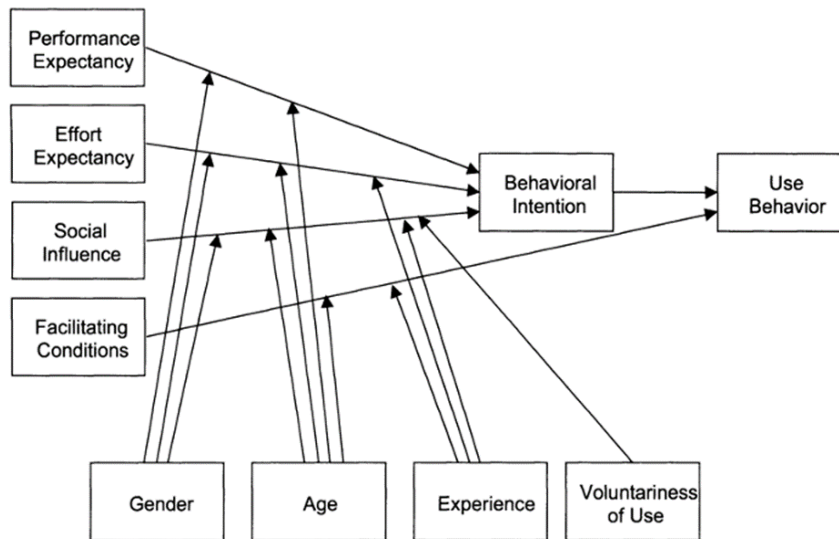 Performance
Expectancy
Effort
Expectancy
Social
Influence
Facilitating
Conditions
Behavioral
Intention
Use
Behavior
Gender
Age
Experience
Voluntariness
of Use